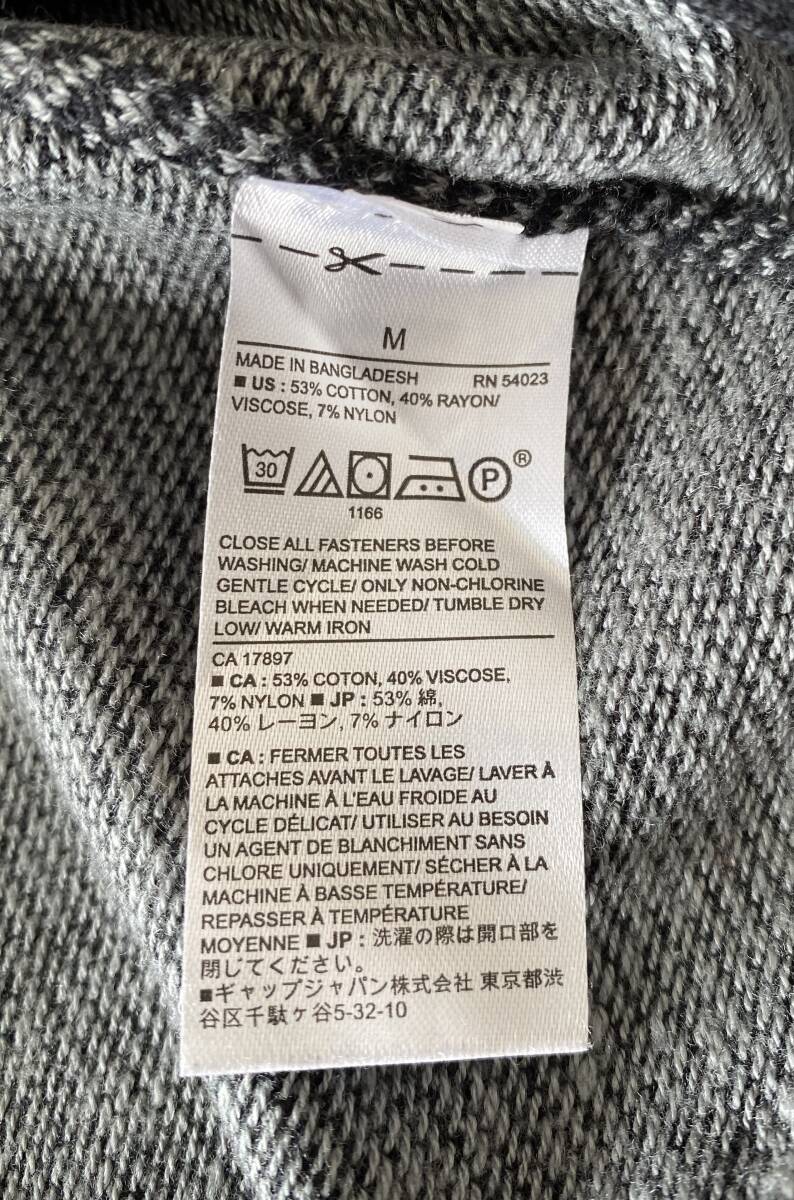 M
MADE IN BANGLADESH RN 54023
■ US : 53% COTTON, 40% RAYON/
VISCOSE, 7% NYLON
30 P ®
1166
CLOSE ALL FASTENERS BEFORE
WASHING/ MACHINE WASH COLD
GENTLE CYCLE/ ONLY NON-CHLORINE
BLEACH WHEN NEEDED/ TUMBLE DRY
LOW/ WARM IRON
CA 17897
■ CA : 53% COTON, 40% VISCOSE,
7% NYLON ■ JP : 53% 綿,
40% レーヨン, 7% ナイロン
■ CA : FERMER TOUTES LES
ATTACHES AVANT LE LAVAGE/ LAVER À
LA MACHINE À L'EAU FROIDE AU
CYCLE DÉLICAT/ UTILISER AU BESOIN
UN AGENT DE BLANCHIMENT SANS
CHLORE UNIQUEMENT/ SÉCHER À LA
MACHINE À BASSE TEMPÉRATURE/
REPASSER À TEMPÉRATURE
MOYENNE ■ JP : 洗濯の際は開口部を
閉じてください。
■ギャップジャパン株式会社 東京都渋
谷区千駄ヶ谷5-32-10